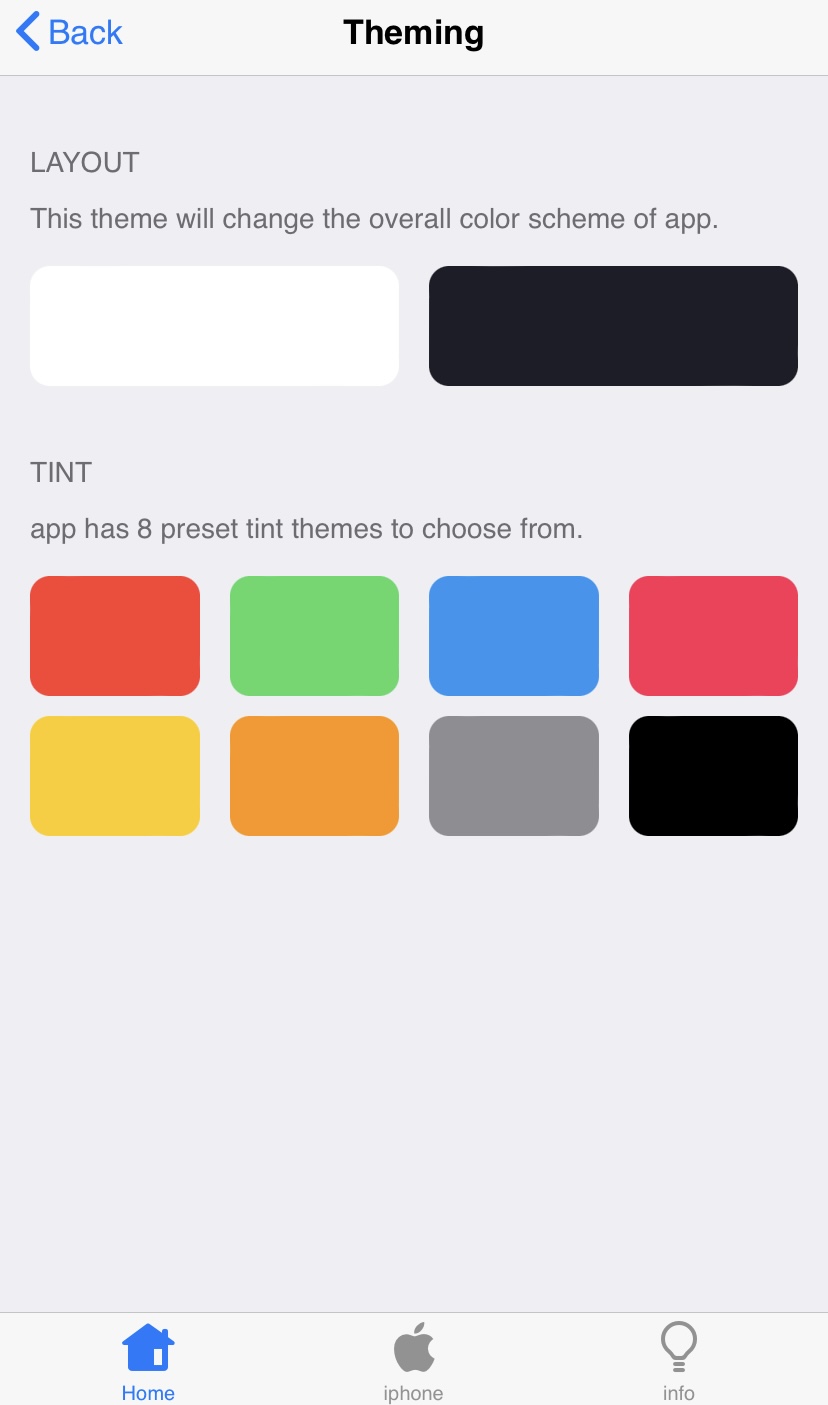 Back
Theming
LAYOUT
This theme will change the overall color scheme of app.
TINT
app has 8 preset tint themes to choose from.
Home
iphone
info